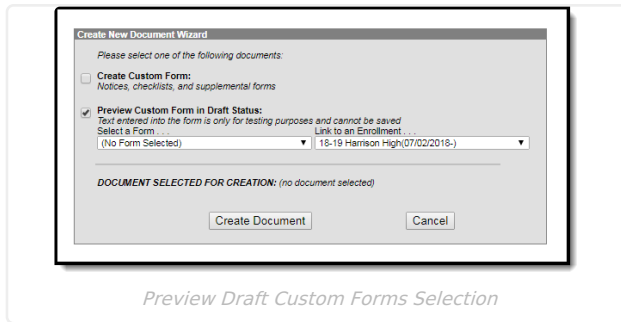 Create New Document Wizard
Please select one of the following documents:
Create Custom Form:
Notices, checklists, and supplemental forms
Preview Custom Form in Draft Status:
Text entered into the form is only for testing purposes and cannot be saved
Select a Form . . . Link to an Enrollment . . .
(No Form Selected) 18-19 Harrison High(07/02/2018-)
DOCUMENT SELECTED FOR CREATION: (no document selected)
Create Document Cancel
Preview Draft Custom Forms Selection